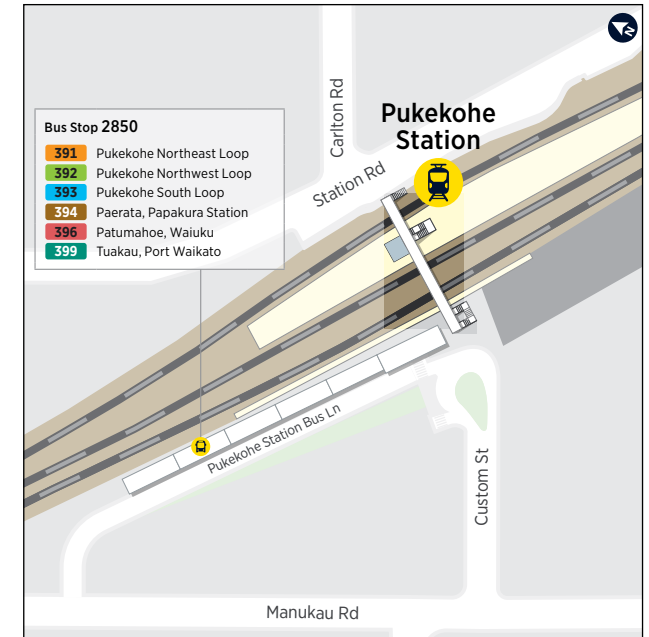 N
Carlton Rd
Pukekohe
Station
Station Rd
Bus Stop 2850
391 Pukekohe Northeast Loop
392 Pukekohe Northwest Loop
393 Pukekohe South Loop
394 Paerata, Papakura Station
396 Patumahoe, Waiuku
399 Tuakau, Port Waikato
Pukekohe Station Bus Ln
Custom St
Manukau Rd